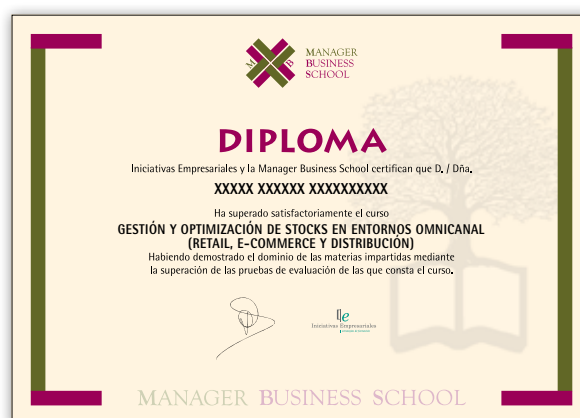 M B
MANAGER
BUSINESS
SCHOOL
DIPLOMA
Iniciativas Empresariales y la Manager Business School certifican que D. / Dña.
XXXXX XXXXXX XXXXXXXXXX
Ha superado satisfactoriamente el curso
GESTIÓN Y OPTIMIZACIÓN DE STOCKS EN ENTORNOS OMNICANAL
(RETAIL, E-COMMERCE Y DISTRIBUCIÓN)
Habiendo demostrado el dominio de las materias impartidas mediante
la superación de las pruebas de evaluación de las que consta el curso.
Iniciativas Empresariales
MANAGER BUSINESS SCHOOL